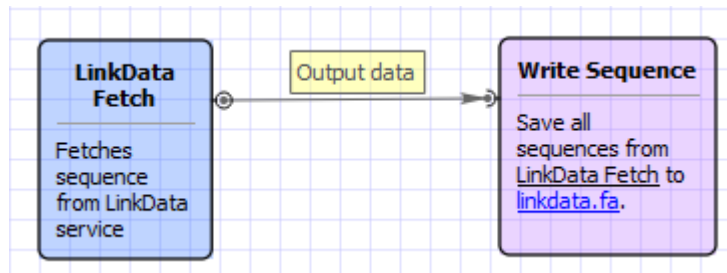 LinkData
Fetch
Fetches
sequence
from LinkData
service
Output data
Write Sequence
Save all
sequences from
LinkData Fetch to
linkdata.fa.